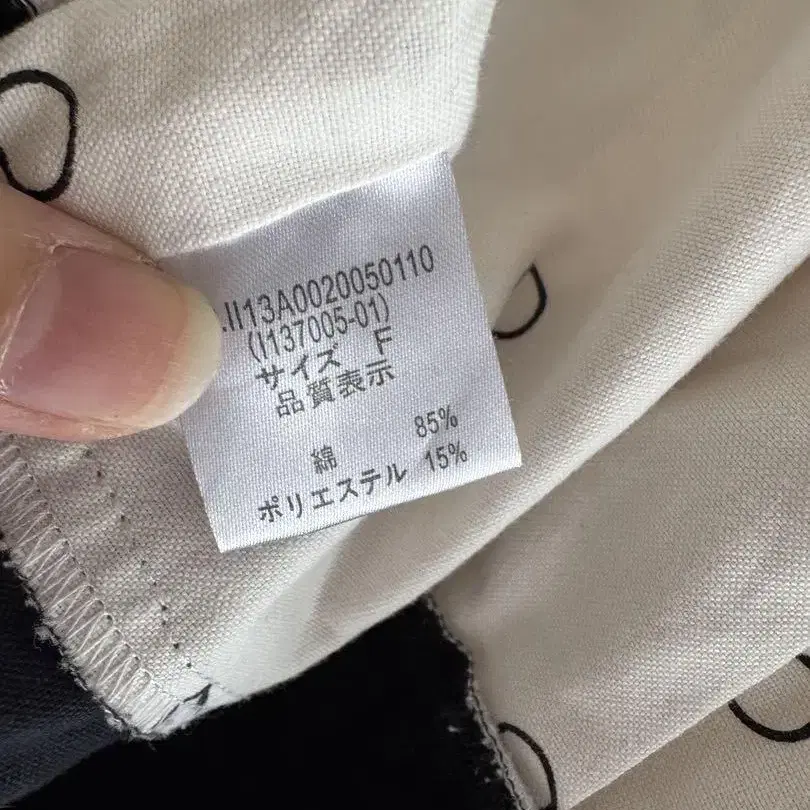 .II13A0020050110
(I137005-01)
サイズ F
品質表示
綿 85%
ポリエステル 15%